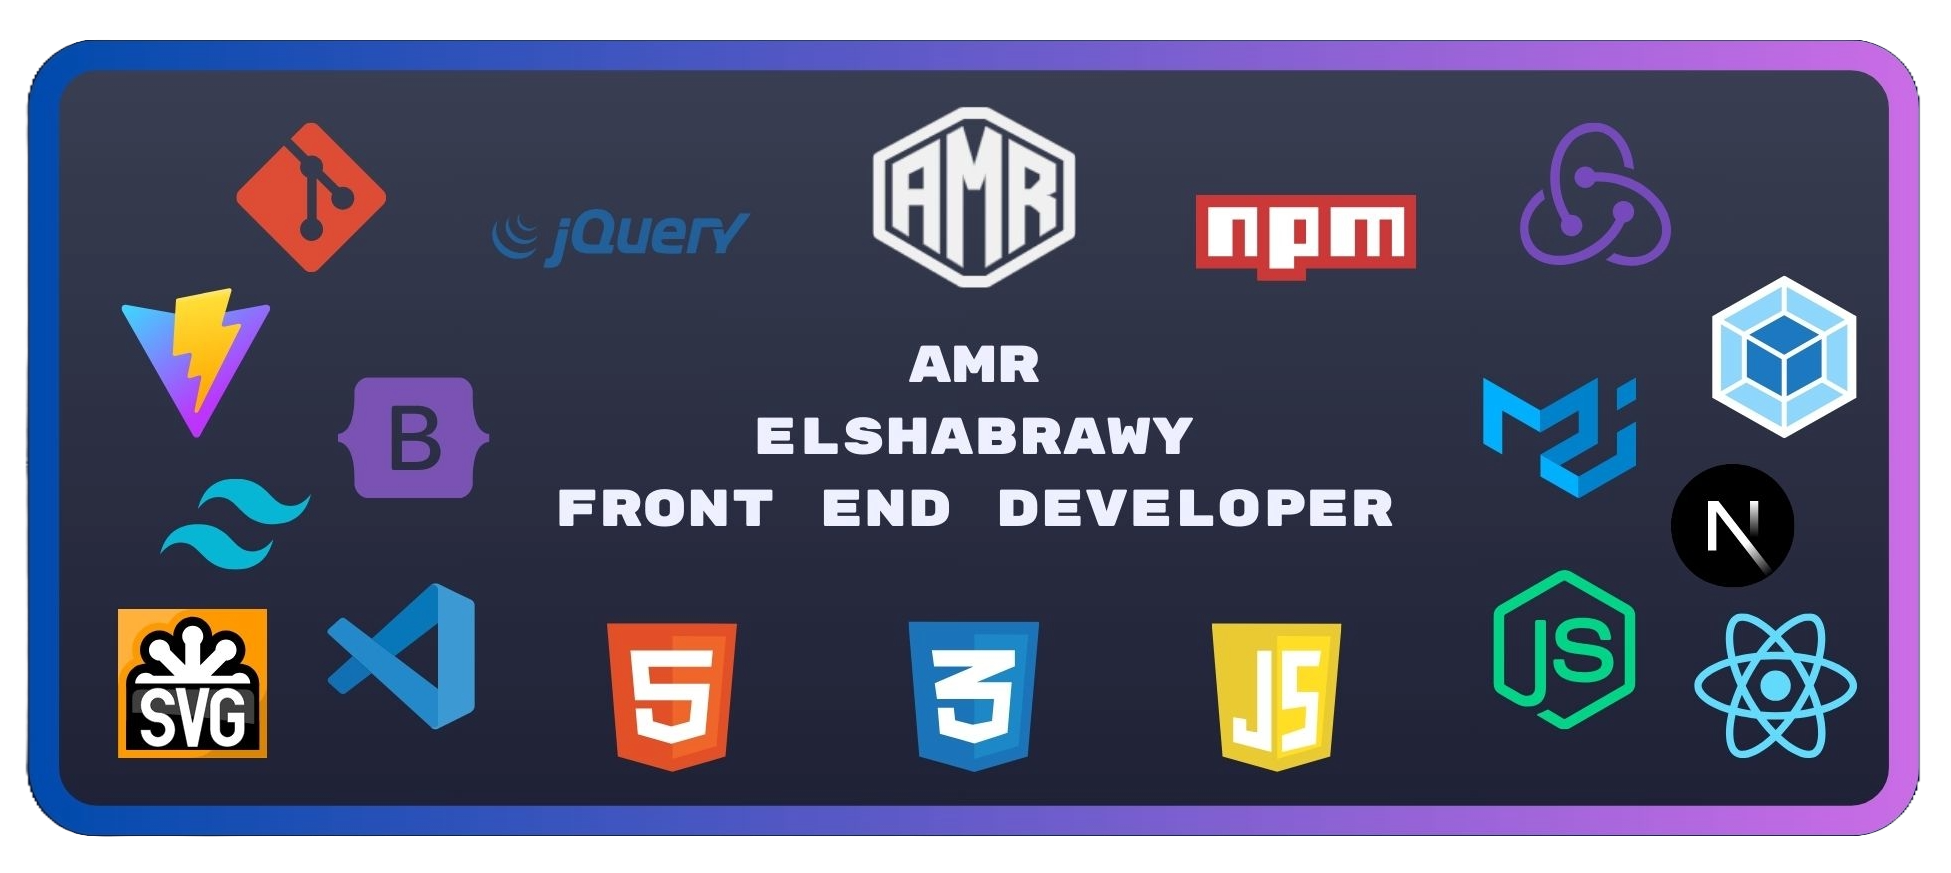 AMR
jQuery
npm
AMR
ELSHABRAWY
FRONT END DEVELOPER
B
N
SVG
5
3
JS
JS